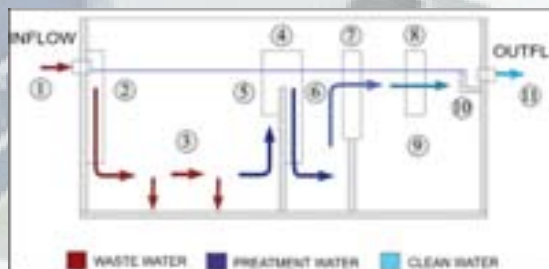 INFLOW
OUTFL
④ ⑦ ⑧
① ② ⑤ ⑥ ⑩ ⑪
③ ⑨
WASTE WATER PREATMENT WATER CLEAN WATER